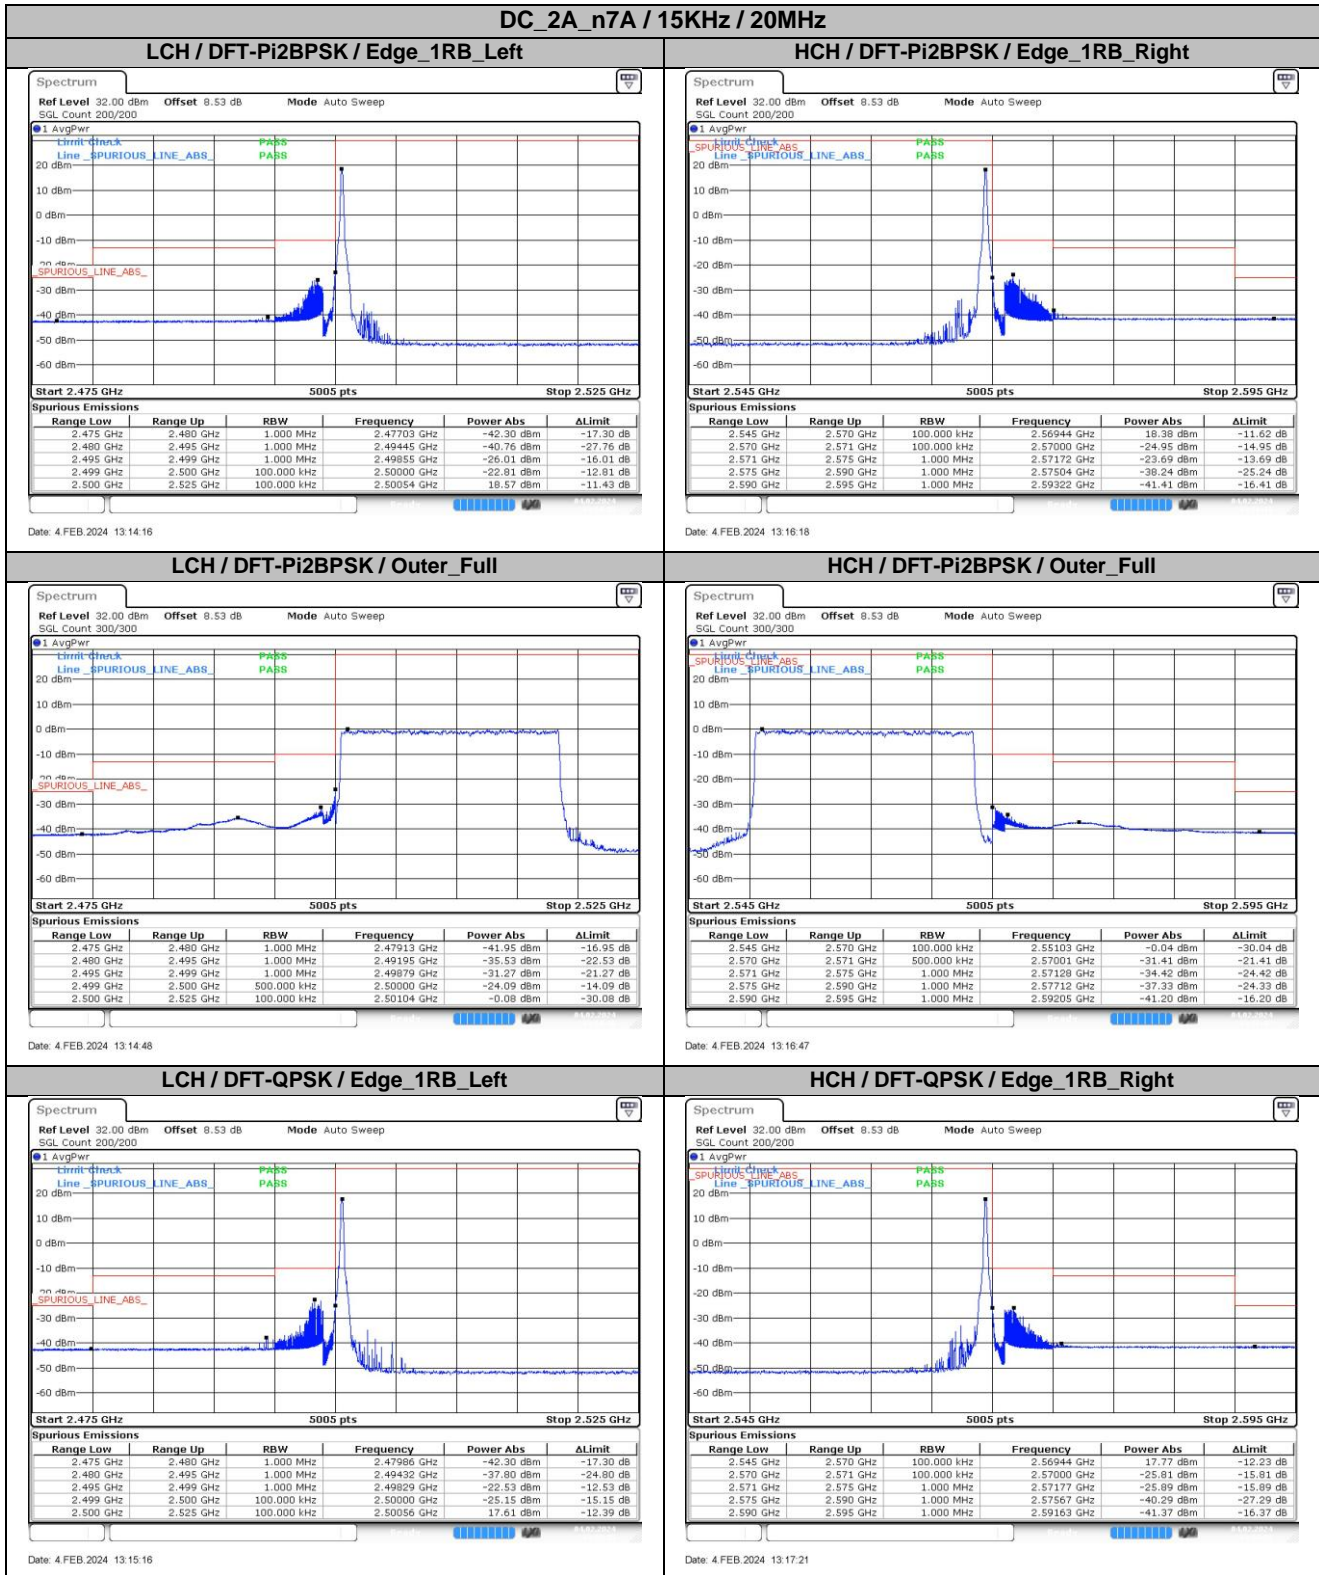 DC_2A_n7A / 15KHz / 20MHz
LCH / DFT-Pi2BPSK / Edge_1RB_Left
Spectrum
Ref Level 32.00 dBm Offset 8.53 dB Mode Auto Sweep
SGL Count 200/200
1 AvgPwr
Limit Check PASS
Line _SPURIOUS_LINE_ABS_ PASS
20 dBm
10 dBm
0 dBm
-10 dBm
-20 dBm
_SPURIOUS_LINE_ABS_
-30 dBm
-40 dBm
-50 dBm
-60 dBm
Start 2.475 GHz 5005 pts Stop 2.525 GHz
Spurious Emissions
Range Low Range Up RBW Frequency Power Abs ΔLimit
2.475 GHz 2.480 GHz 1.000 MHz 2.47703 GHz -42.30 dBm -17.30 dB
2.480 GHz 2.495 GHz 1.000 MHz 2.49445 GHz -40.76 dBm -27.76 dB
2.495 GHz 2.499 GHz 1.000 MHz 2.49855 GHz -26.01 dBm -16.01 dB
2.499 GHz 2.500 GHz 100.000 kHz 2.50000 GHz -22.81 dBm -12.81 dB
2.500 GHz 2.525 GHz 100.000 kHz 2.50054 GHz 18.57 dBm -11.43 dB
Date: 4.FEB.2024 13:14:16
HCH / DFT-Pi2BPSK / Edge_1RB_Right
Spectrum
Ref Level 32.00 dBm Offset 8.53 dB Mode Auto Sweep
SGL Count 200/200
1 AvgPwr
Limit Check PASS
_SPURIOUS_LINE_ABS_
Line _SPURIOUS_LINE_ABS_ PASS
20 dBm
10 dBm
0 dBm
-10 dBm
-20 dBm
-30 dBm
-40 dBm
-50 dBm
-60 dBm
Start 2.545 GHz 5005 pts Stop 2.595 GHz
Spurious Emissions
Range Low Range Up RBW Frequency Power Abs ΔLimit
2.545 GHz 2.570 GHz 100.000 kHz 2.56944 GHz 18.38 dBm -11.62 dB
2.570 GHz 2.571 GHz 100.000 kHz 2.57000 GHz -24.95 dBm -14.95 dB
2.571 GHz 2.575 GHz 1.000 MHz 2.57172 GHz -23.69 dBm -13.69 dB
2.575 GHz 2.590 GHz 1.000 MHz 2.57504 GHz -38.24 dBm -25.24 dB
2.590 GHz 2.595 GHz 1.000 MHz 2.59322 GHz -41.41 dBm -16.41 dB
Date: 4.FEB.2024 13:16:18
LCH / DFT-Pi2BPSK / Outer_Full
Spectrum
Ref Level 32.00 dBm Offset 8.53 dB Mode Auto Sweep
SGL Count 300/300
1 AvgPwr
Limit Check PASS
Line _SPURIOUS_LINE_ABS_ PASS
20 dBm
10 dBm
0 dBm
-10 dBm
-20 dBm
_SPURIOUS_LINE_ABS_
-30 dBm
-40 dBm
-50 dBm
-60 dBm
Start 2.475 GHz 5005 pts Stop 2.525 GHz
Spurious Emissions
Range Low Range Up RBW Frequency Power Abs ΔLimit
2.475 GHz 2.480 GHz 1.000 MHz 2.47913 GHz -41.95 dBm -16.95 dB
2.480 GHz 2.495 GHz 1.000 MHz 2.49195 GHz -35.53 dBm -22.53 dB
2.495 GHz 2.499 GHz 1.000 MHz 2.49879 GHz -31.27 dBm -21.27 dB
2.499 GHz 2.500 GHz 500.000 kHz 2.50000 GHz -24.09 dBm -14.09 dB
2.500 GHz 2.525 GHz 100.000 kHz 2.50104 GHz -0.08 dBm -30.08 dB
Date: 4.FEB.2024 13:14:48
HCH / DFT-Pi2BPSK / Outer_Full
Spectrum
Ref Level 32.00 dBm Offset 8.53 dB Mode Auto Sweep
SGL Count 300/300
1 AvgPwr
Limit Check PASS
_SPURIOUS_LINE_ABS_
Line _SPURIOUS_LINE_ABS_ PASS
20 dBm
10 dBm
0 dBm
-10 dBm
-20 dBm
-30 dBm
-40 dBm
-50 dBm
-60 dBm
Start 2.545 GHz 5005 pts Stop 2.595 GHz
Spurious Emissions
Range Low Range Up RBW Frequency Power Abs ΔLimit
2.545 GHz 2.570 GHz 100.000 kHz 2.55103 GHz -0.04 dBm -30.04 dB
2.570 GHz 2.571 GHz 500.000 kHz 2.57001 GHz -31.41 dBm -21.41 dB
2.571 GHz 2.575 GHz 1.000 MHz 2.57128 GHz -34.42 dBm -24.42 dB
2.575 GHz 2.590 GHz 1.000 MHz 2.57712 GHz -37.33 dBm -24.33 dB
2.590 GHz 2.595 GHz 1.000 MHz 2.59205 GHz -41.20 dBm -16.20 dB
Date: 4.FEB.2024 13:16:47
LCH / DFT-QPSK / Edge_1RB_Left
Spectrum
Ref Level 32.00 dBm Offset 8.53 dB Mode Auto Sweep
SGL Count 200/200
1 AvgPwr
Limit Check PASS
Line _SPURIOUS_LINE_ABS_ PASS
20 dBm
10 dBm
0 dBm
-10 dBm
-20 dBm
_SPURIOUS_LINE_ABS_
-30 dBm
-40 dBm
-50 dBm
-60 dBm
Start 2.475 GHz 5005 pts Stop 2.525 GHz
Spurious Emissions
Range Low Range Up RBW Frequency Power Abs ΔLimit
2.475 GHz 2.480 GHz 1.000 MHz 2.47986 GHz -42.30 dBm -17.30 dB
2.480 GHz 2.495 GHz 1.000 MHz 2.49432 GHz -37.80 dBm -24.80 dB
2.495 GHz 2.499 GHz 1.000 MHz 2.49829 GHz -22.53 dBm -12.53 dB
2.499 GHz 2.500 GHz 100.000 kHz 2.50000 GHz -25.15 dBm -15.15 dB
2.500 GHz 2.525 GHz 100.000 kHz 2.50056 GHz 17.61 dBm -12.39 dB
Date: 4.FEB.2024 13:15:16
HCH / DFT-QPSK / Edge_1RB_Right
Spectrum
Ref Level 32.00 dBm Offset 8.53 dB Mode Auto Sweep
SGL Count 200/200
1 AvgPwr
Limit Check PASS
_SPURIOUS_LINE_ABS_
Line _SPURIOUS_LINE_ABS_ PASS
20 dBm
10 dBm
0 dBm
-10 dBm
-20 dBm
-30 dBm
-40 dBm
-50 dBm
-60 dBm
Start 2.545 GHz 5005 pts Stop 2.595 GHz
Spurious Emissions
Range Low Range Up RBW Frequency Power Abs ΔLimit
2.545 GHz 2.570 GHz 100.000 kHz 2.56944 GHz 17.77 dBm -12.23 dB
2.570 GHz 2.571 GHz 100.000 kHz 2.57000 GHz -25.81 dBm -15.81 dB
2.571 GHz 2.575 GHz 1.000 MHz 2.57177 GHz -25.89 dBm -15.89 dB
2.575 GHz 2.590 GHz 1.000 MHz 2.57567 GHz -40.29 dBm -27.29 dB
2.590 GHz 2.595 GHz 1.000 MHz 2.59163 GHz -41.37 dBm -16.37 dB
Date: 4.FEB.2024 13:17:21